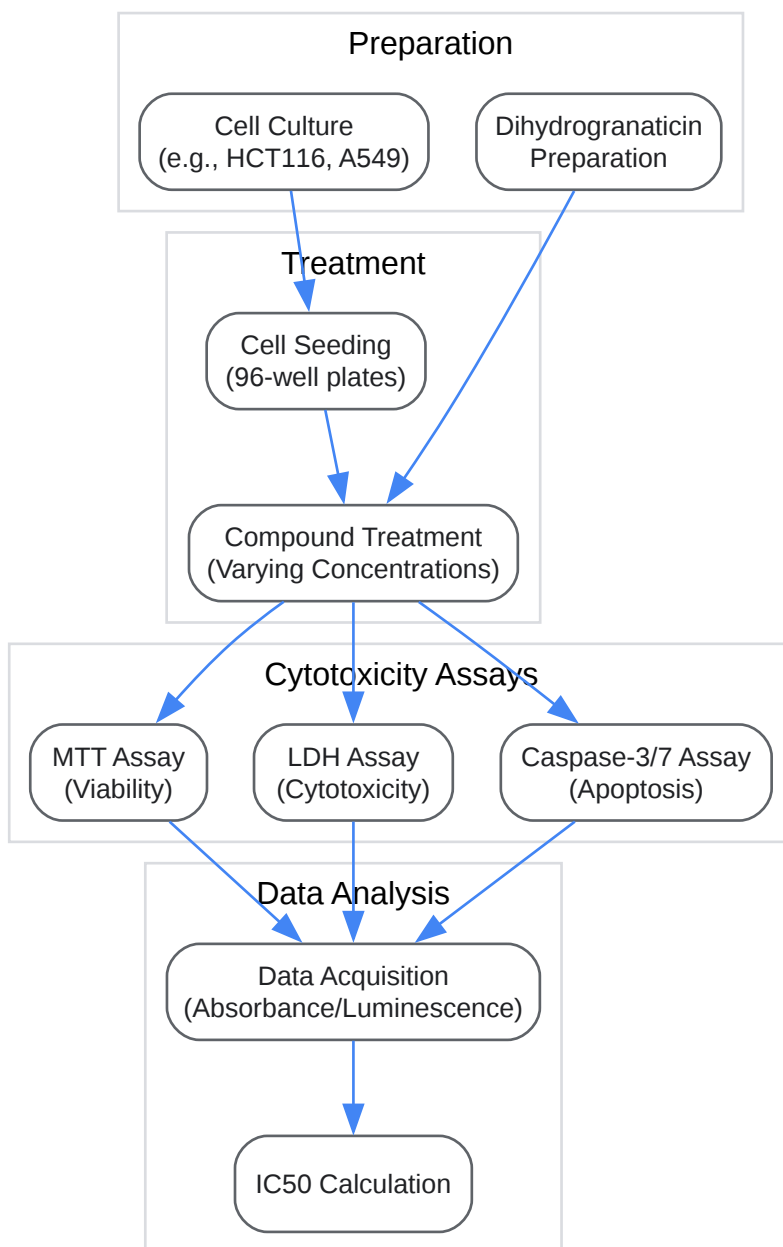 Preparation
Cell Culture
(e.g., HCT116, A549)
Dihydrogranaticin
Preparation
Treatment
Cell Seeding
(96-well plates)
Compound Treatment
(Varying Concentrations)
Cytotoxicity Assays
MTT Assay
(Viability)
LDH Assay
(Cytotoxicity)
Caspase-3/7 Assay
(Apoptosis)
Data Analysis
Data Acquisition
(Absorbance/Luminescence)
IC50 Calculation